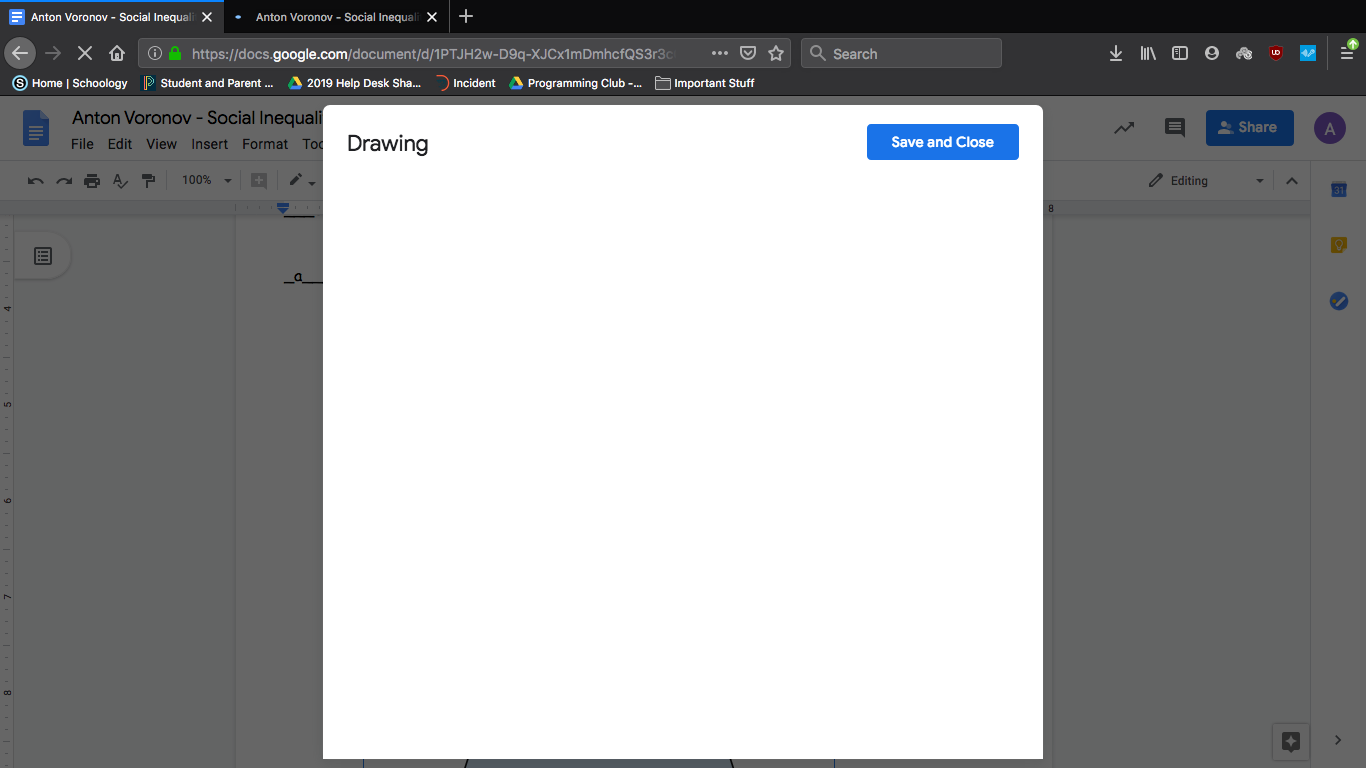 Anton Voronov - Social Inequali
Anton Voronov - Social Inequali
https://docs.google.com/document/d/1PTJH2w-D9q-XJCx1mDmhcfQS3r3c
Search
Home | Schoology
Student and Parent ...
2019 Help Desk Sha...
Incident
Programming Club -...
Important Stuff
Anton Voronov - Social Inequali
File Edit View Insert Format Too
Share
A
100%
Editing
31
8
a
Drawing
Save and Close
4
5
6
7
8